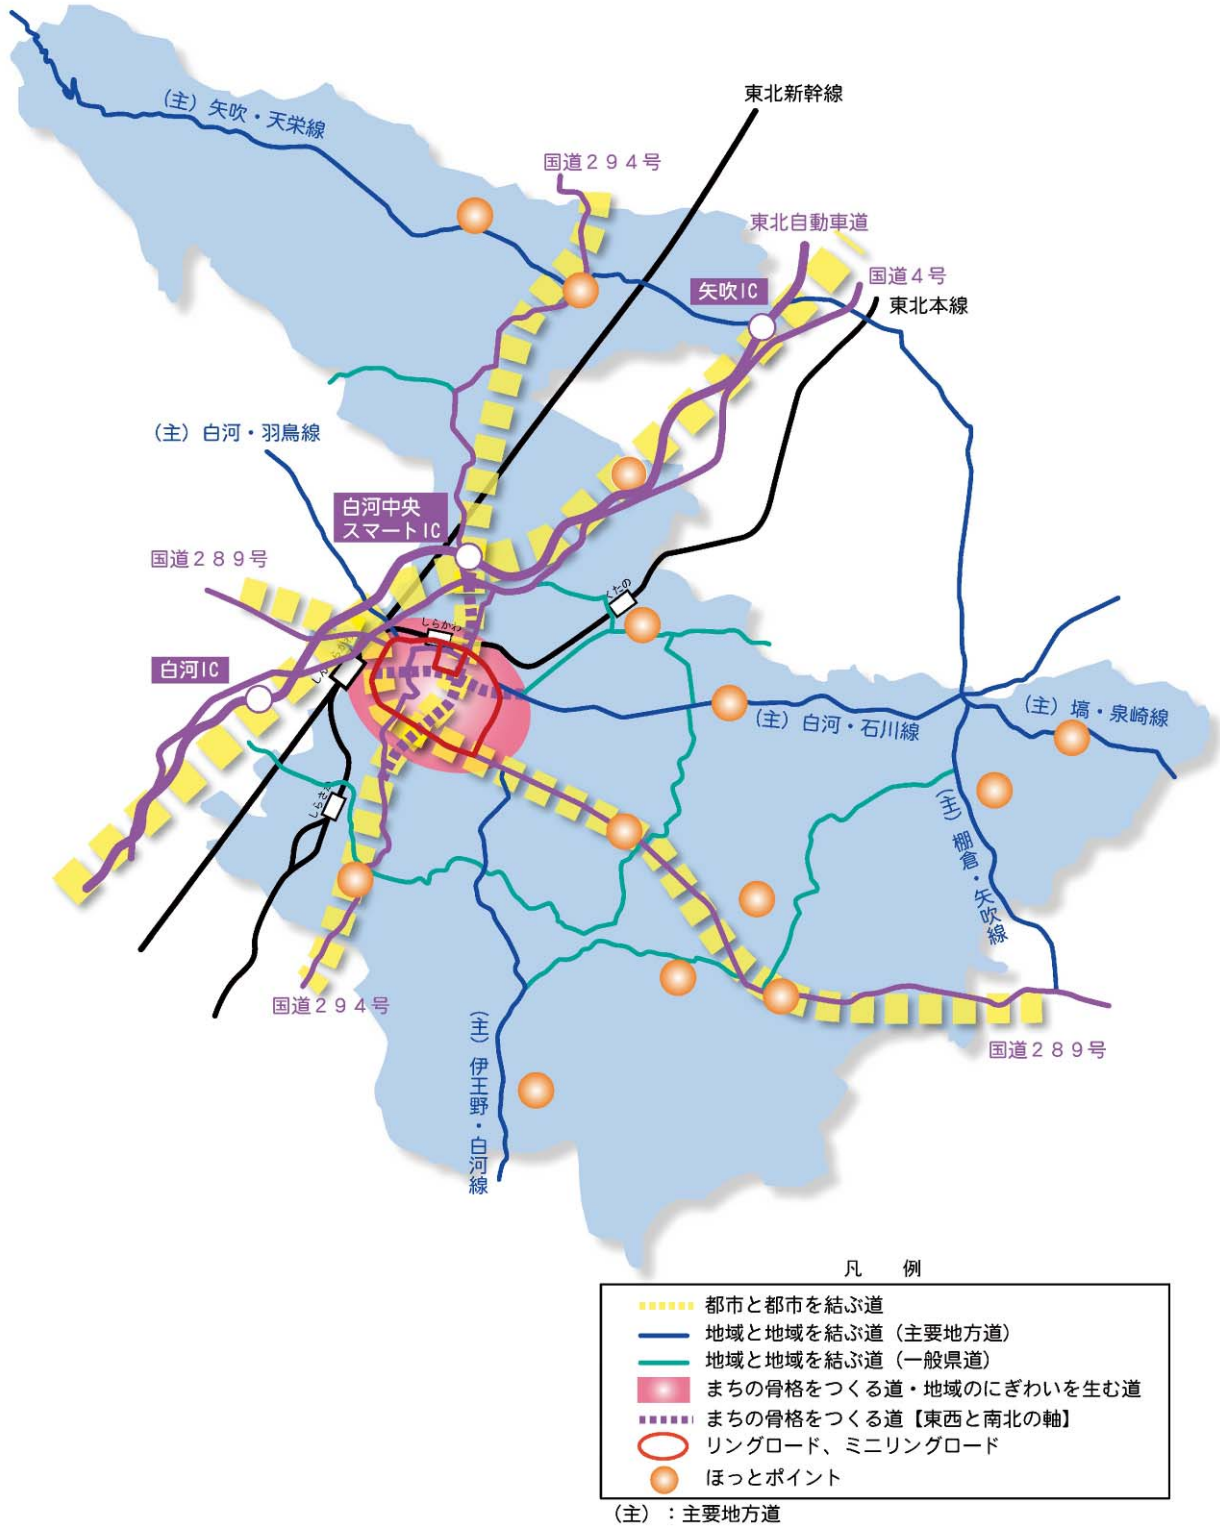 東北新幹線
(主) 矢吹・天栄線
国道294号
東北自動車道
矢吹IC
国道4号
東北本線
(主) 白河・羽鳥線
白河中央
スマートIC
国道289号
くたの
しらかわ
白河IC
(主) 白河・石川線
(主) 塙・泉崎線
しらさか
(主) 棚倉・矢吹線
国道294号
(主) 伊王野・白河線
国道289号
凡 例
都市と都市を結ぶ道
地域と地域を結ぶ道（主要地方道）
地域と地域を結ぶ道（一般県道）
まちの骨格をつくる道・地域のにぎわいを生む道
まちの骨格をつくる道【東西と南北の軸】
リングロード、ミニリングロード
ほっとポイント
(主)：主要地方道